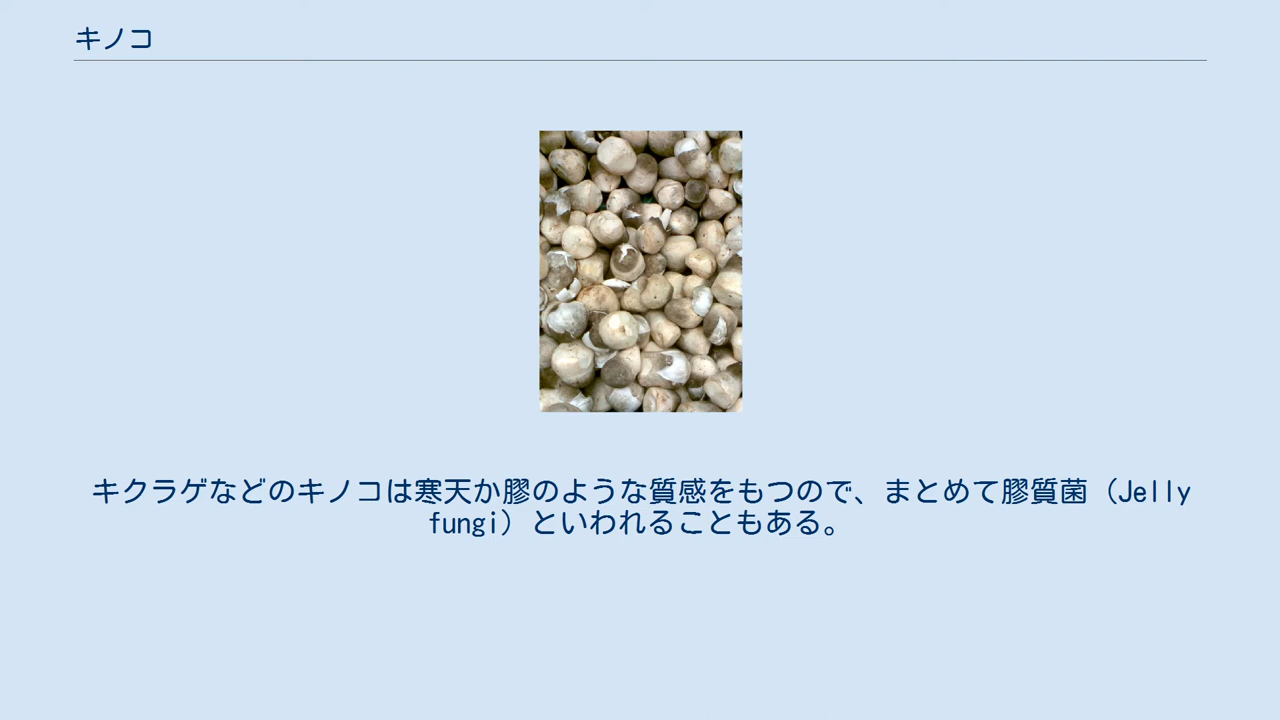 キノコ
キクラゲなどのキノコは寒天か膠のような質感をもつので、まとめて膠質菌（Jelly
fungi）といわれることもある。